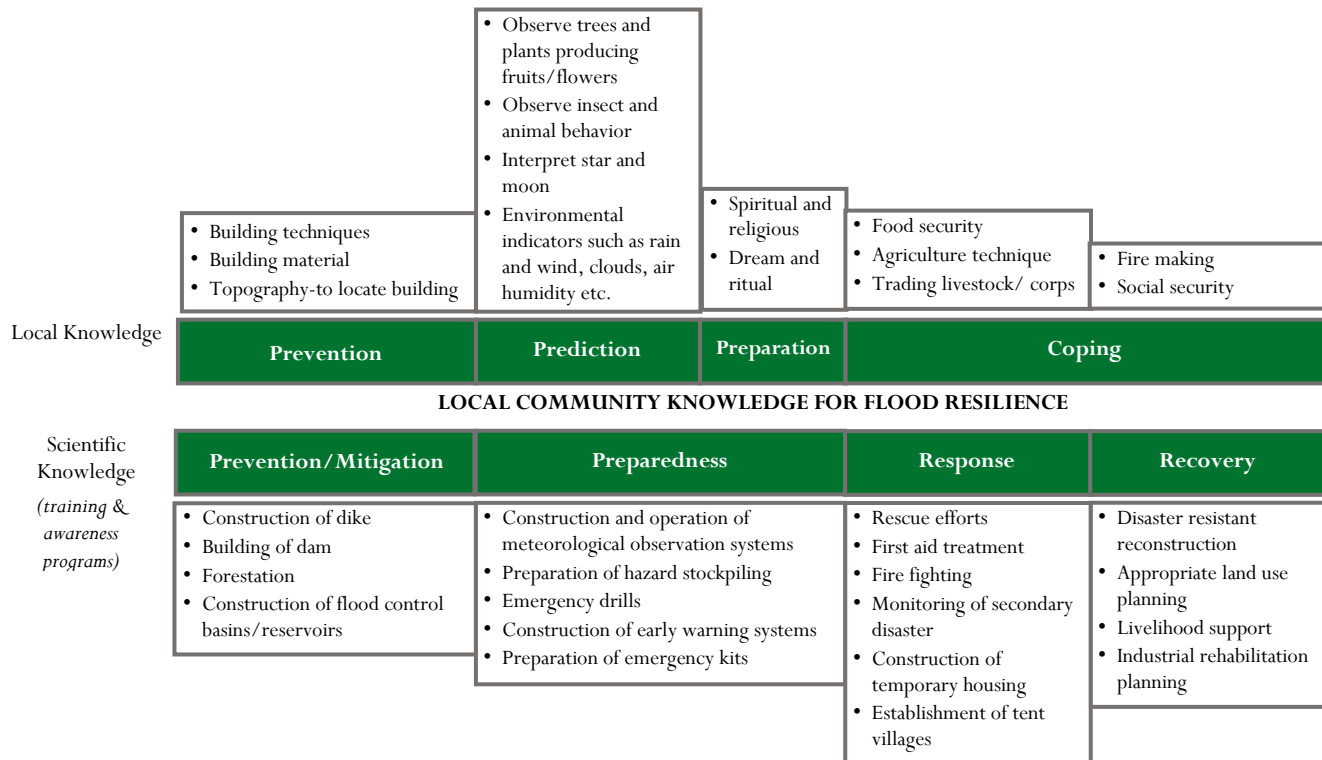 • Observe trees and
plants producing
fruits/flowers
• Observe insect and
animal behavior
• Interpret star and
moon
• Environmental
indicators such as rain
and wind, clouds, air
humidity etc.
• Building techniques
• Building material
• Topography-to locate building
• Spiritual and
religious
• Dream and
ritual
• Food security
• Agriculture technique
• Trading livestock/ corps
• Fire making
• Social security
Local Knowledge
Prevention
Prediction
Preparation
Coping
LOCAL COMMUNITY KNOWLEDGE FOR FLOOD RESILIENCE
Scientific
Knowledge
(training &
awareness
programs)
Prevention/Mitigation
Preparedness
Response
Recovery
• Construction of dike
• Building of dam
• Forestation
• Construction of flood control
basins/reservoirs
• Construction and operation of
meteorological observation systems
• Preparation of hazard stockpiling
• Emergency drills
• Construction of early warning systems
• Preparation of emergency kits
• Rescue efforts
• First aid treatment
• Fire fighting
• Monitoring of secondary
disaster
• Construction of
temporary housing
• Establishment of tent
villages
• Disaster resistant
reconstruction
• Appropriate land use
planning
• Livelihood support
• Industrial rehabilitation
planning